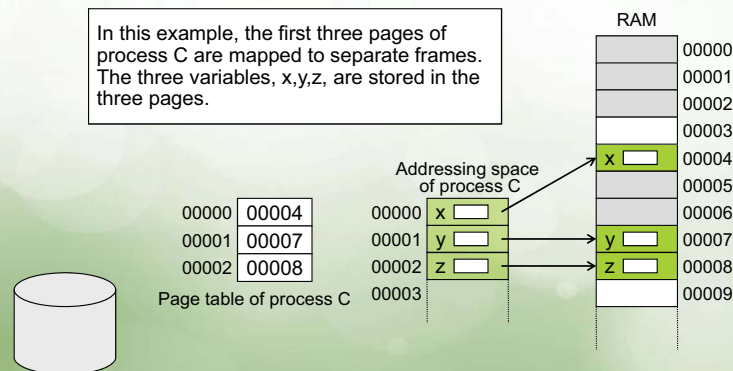 In this example, the first three pages of
process C are mapped to separate frames.
The three variables, x,y,z, are stored in the
three pages.
RAM
00000
00001
00002
00003
x 00004
00005
00006
y 00007
z 00008
00009
Addressing space
of process C
00000 x
00001 y
00002 z
00003
00000 00004
00001 00007
00002 00008
Page table of process C